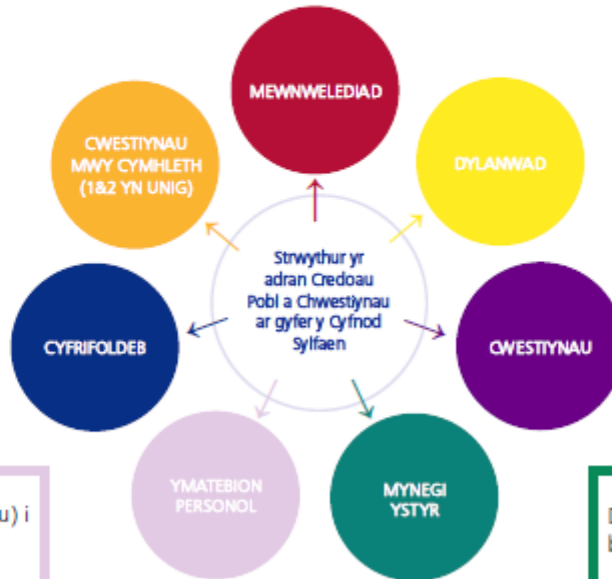 MEWNWELEDIAD
CWESTIYNAU
MWY CYMHLETH
(1&2 YN UNIG)
DYLANWAD
Strwythur yr
adran Credoau
Pobl a Chwestiynau
ar gyfer y Cyfnod
Sylfaen
CYFRIFOLDEB
CWESTIYNAU
YMATEBION
PERSONOL
MYNEGI
YSTYR
u) i